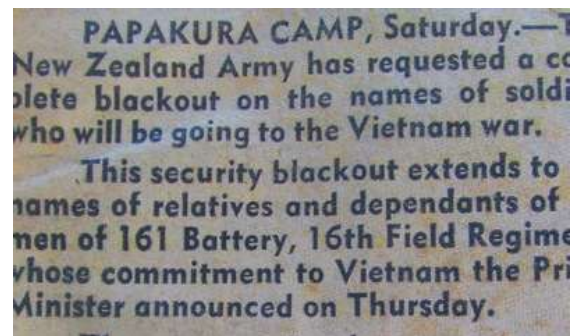 PAPAKURA CAMP, Saturday.—T
New Zealand Army has requested a co
plete blackout on the names of soldi
who will be going to the Vietnam war.
This security blackout extends to
names of relatives and dependants of
men of 161 Battery, 16th Field Regime
whose commitment to Vietnam the Pri
Minister announced on Thursday.